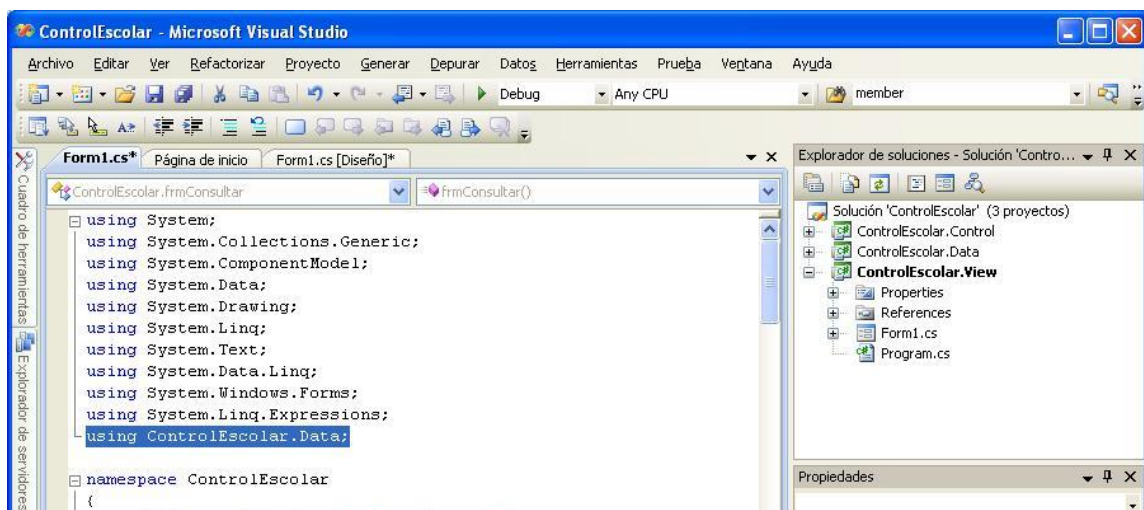 ControlEscolar - Microsoft Visual Studio
Archivo Editar Ver Refactorizar Proyecto Generar Depurar Datos Herramientas Prueba Ventana Ayuda
Debug Any CPU member
Form1.cs* Página de inicio Form1.cs [Diseño]*
ControlEscolar.frmConsultar frmConsultar()
using System;
using System.Collections.Generic;
using System.ComponentModel;
using System.Data;
using System.Drawing;
using System.Linq;
using System.Text;
using System.Data.Linq;
using System.Windows.Forms;
using System.Linq.Expressions;
using ControlEscolar.Data;
namespace ControlEscolar
{
Cuadro de herramientas
Explorador de servidores
Explorador de soluciones - Solución 'Contro...
Solución 'ControlEscolar' (3 proyectos)
ControlEscolar.Control
ControlEscolar.Data
ControlEscolar.View
Properties
References
Form1.cs
Program.cs
Propiedades